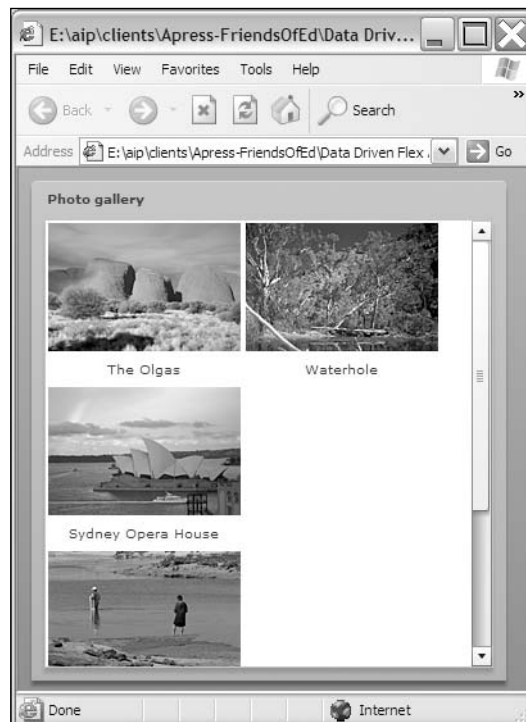 E:\aip\clients\Apress-FriendsOfEd\Data Driv...
File Edit View Favorites Tools Help
Back Search
Address E:\aip\clients\Apress-FriendsOfEd\Data Driven Flex Go
Photo gallery
The Olgas Waterhole
Sydney Opera House
Done Internet